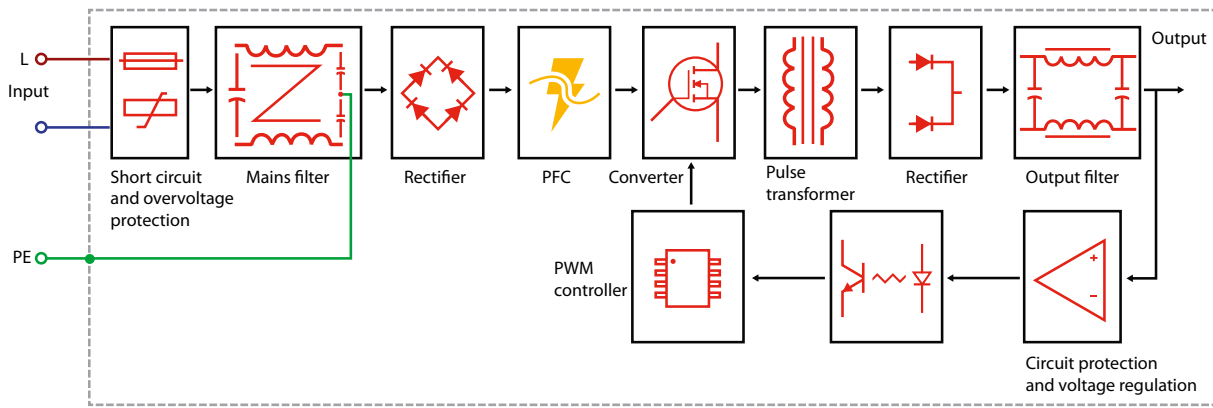 L
Input
PE
Short circuit
and overvoltage
protection
Mains filter
Rectifier
PFC
Converter
Pulse
transformer
Rectifier
Output filter
Output
PWM
controller
+
−
Circuit protection
and voltage regulation